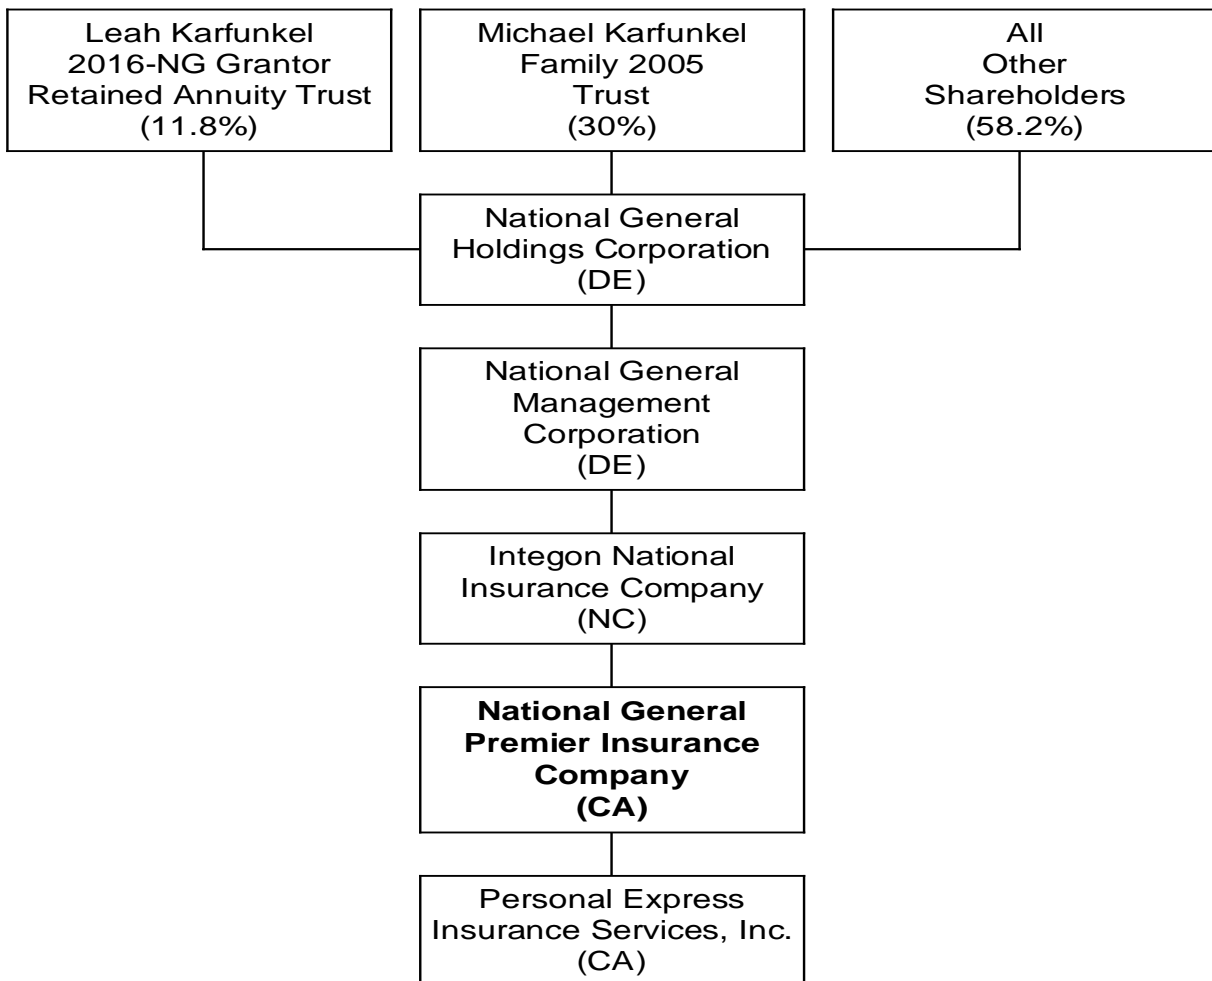 Leah Karfunkel
2016-NG Grantor
Retained Annuity Trust
(11.8%)
Michael Karfunkel
Family 2005
Trust
(30%)
All
Other
Shareholders
(58.2%)
National General
Holdings Corporation
(DE)
National General
Management
Corporation
(DE)
Integon National
Insurance Company
(NC)
National General
Premier Insurance
Company
(CA)
Personal Express
Insurance Services, Inc.
(CA)